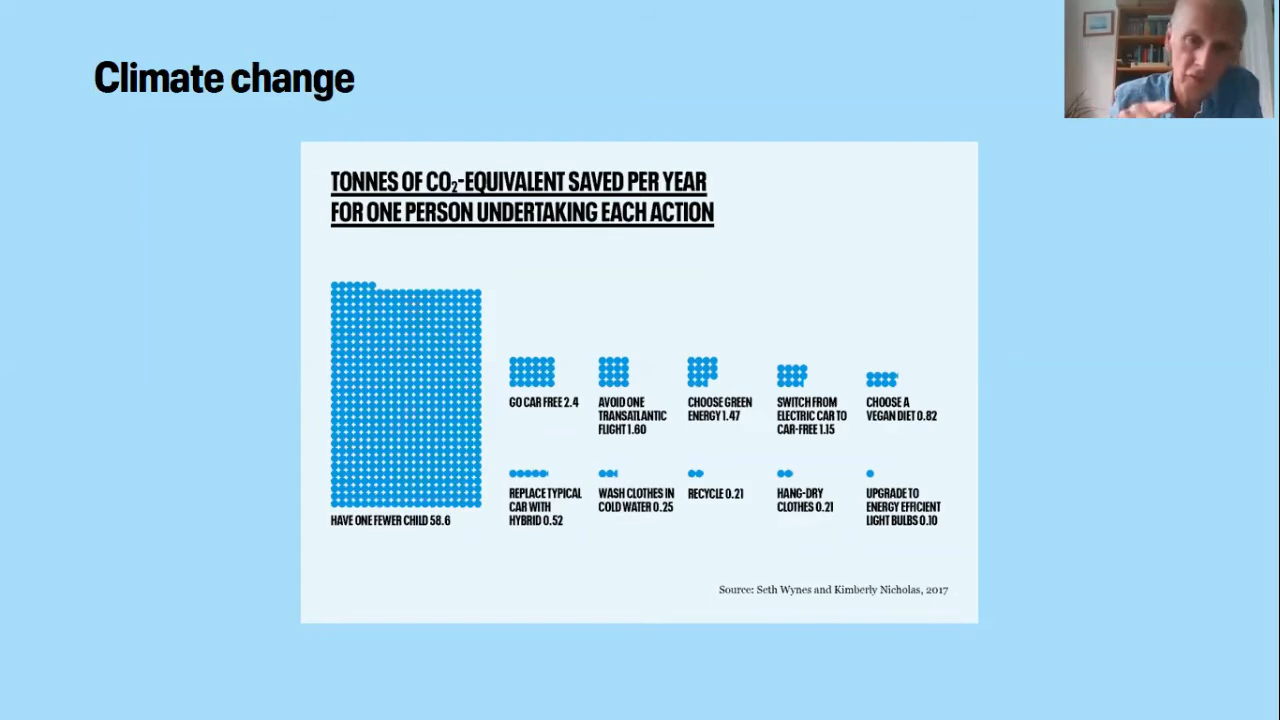 Climate change
TONNES OF CO₂-EQUIVALENT SAVED PER YEAR
FOR ONE PERSON UNDERTAKING EACH ACTION
HAVE ONE FEWER CHILD 58.6
GO CAR FREE 2.4
AVOID ONE
TRANSATLANTIC
FLIGHT 1.60
CHOOSE GREEN
ENERGY 1.47
SWITCH FROM
ELECTRIC CAR TO
CAR-FREE 1.15
CHOOSE A
VEGAN DIET 0.82
REPLACE TYPICAL
CAR WITH
HYBRID 0.52
WASH CLOTHES IN
COLD WATER 0.25
RECYCLE 0.21
HANG-DRY
CLOTHES 0.21
UPGRADE TO
ENERGY EFFICIENT
LIGHT BULBS 0.10
Source: Seth Wynes and Kimberly Nicholas, 2017